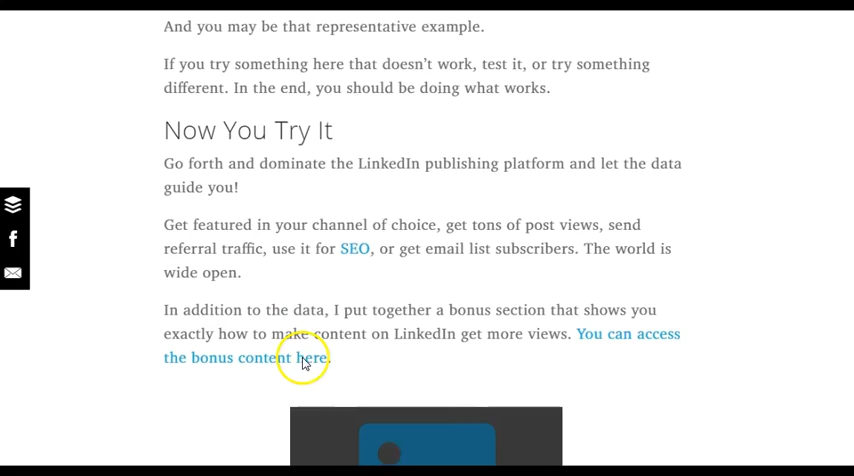 And you may be that representative example.
If you try something here that doesn’t work, test it, or try something
different. In the end, you should be doing what works.
Now You Try It
Go forth and dominate the LinkedIn publishing platform and let the data
guide you!
Get featured in your channel of choice, get tons of post views, send
referral traffic, use it for SEO, or get email list subscribers. The world is
wide open.
In addition to the data, I put together a bonus section that shows you
exactly how to make content on LinkedIn get more views. You can access
the bonus content here.